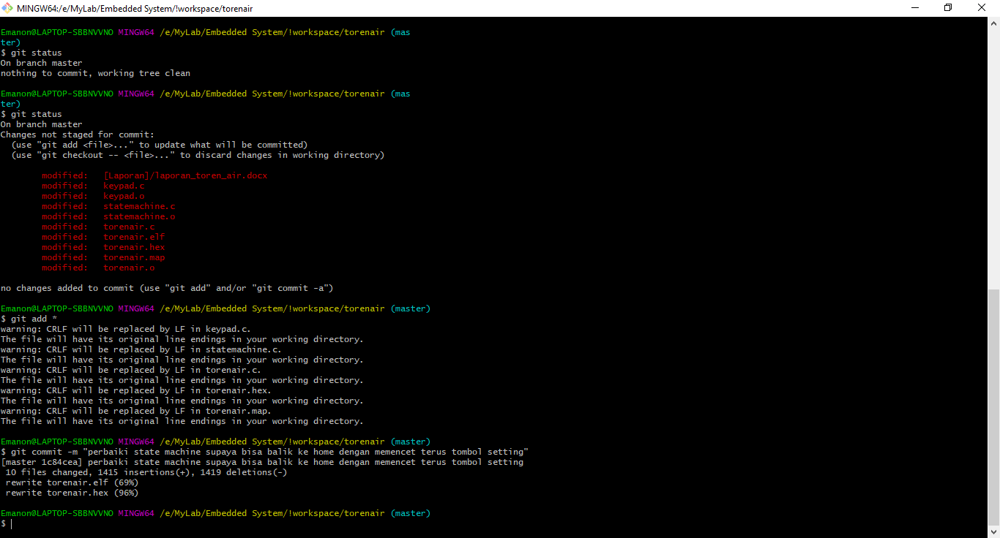 MINGW64:/e/MyLab/Embedded System/!workspace/torenair
Emanon@LAPTOP-SBBNVVNO MINGW64 /e/MyLab/Embedded System/!workspace/torenair (mas
ter)
$ git status
On branch master
nothing to commit, working tree clean
Emanon@LAPTOP-SBBNVVNO MINGW64 /e/MyLab/Embedded System/!workspace/torenair (mas
ter)
$ git status
On branch master
Changes not staged for commit:
  (use "git add <file>..." to update what will be committed)
  (use "git checkout -- <file>..." to discard changes in working directory)
        modified:   [Laporan]/laporan_toren_air.docx
        modified:   keypad.c
        modified:   keypad.o
        modified:   statemachine.c
        modified:   statemachine.o
        modified:   torenair.c
        modified:   torenair.elf
        modified:   torenair.hex
        modified:   torenair.map
        modified:   torenair.o
no changes added to commit (use "git add" and/or "git commit -a")
Emanon@LAPTOP-SBBNVVNO MINGW64 /e/MyLab/Embedded System/!workspace/torenair (master)
$ git add *
warning: CRLF will be replaced by LF in keypad.c.
The file will have its original line endings in your working directory.
warning: CRLF will be replaced by LF in statemachine.c.
The file will have its original line endings in your working directory.
warning: CRLF will be replaced by LF in torenair.c.
The file will have its original line endings in your working directory.
warning: CRLF will be replaced by LF in torenair.hex.
The file will have its original line endings in your working directory.
warning: CRLF will be replaced by LF in torenair.map.
The file will have its original line endings in your working directory.
Emanon@LAPTOP-SBBNVVNO MINGW64 /e/MyLab/Embedded System/!workspace/torenair (master)
$ git commit -m "perbaiki state machine supaya bisa balik ke home dengan memencet terus tombol setting"
[master 1c84cea] perbaiki state machine supaya bisa balik ke home dengan memencet terus tombol setting
 10 files changed, 1415 insertions(+), 1419 deletions(-)
 rewrite torenair.elf (69%)
 rewrite torenair.hex (96%)
Emanon@LAPTOP-SBBNVVNO MINGW64 /e/MyLab/Embedded System/!workspace/torenair (master)
$